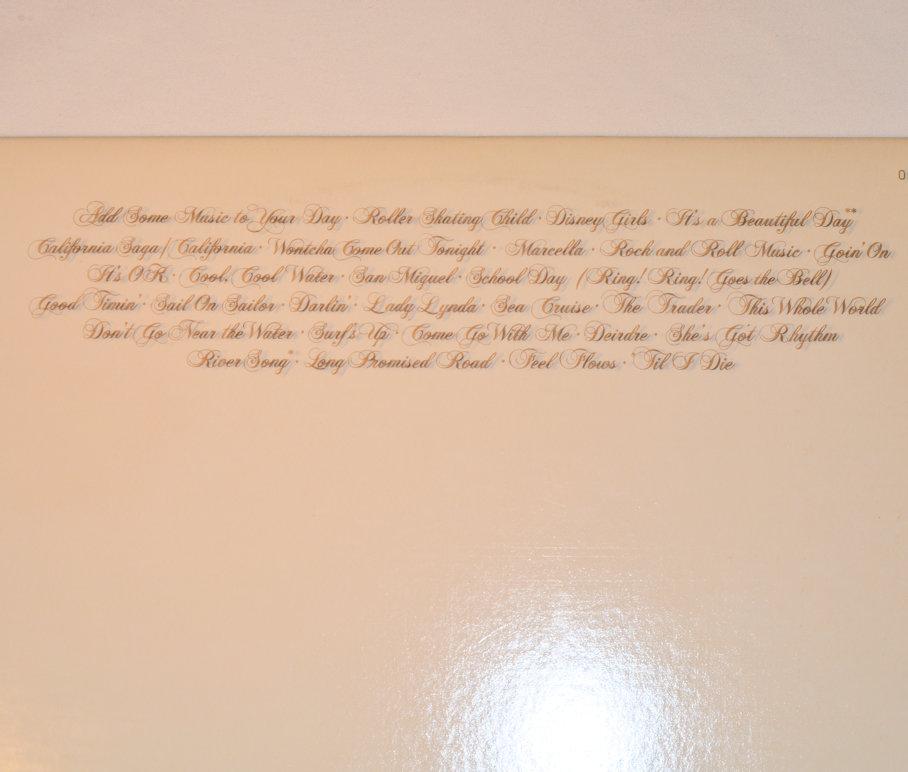 Add Some Music to Your Day · Roller Skating Child · Disney Girls · It's a Beautiful Day**
California Saga/California · Wontcha Come Out Tonight · Marcella · Rock and Roll Music · Goin' On
It's O.K. · Cool, Cool Water · San Miguel · School Day (Ring! Ring! Goes the Bell)
Good Timin' · Sail On Sailor · Darlin' · Lady Lynda · Sea Cruise · The Trader · This Whole World
Don't Go Near the Water · Surf's Up · Come Go With Me · Deirdre · She's Got Rhythm
River Song* · Long Promised Road · Feel Flows · 'Til I Die